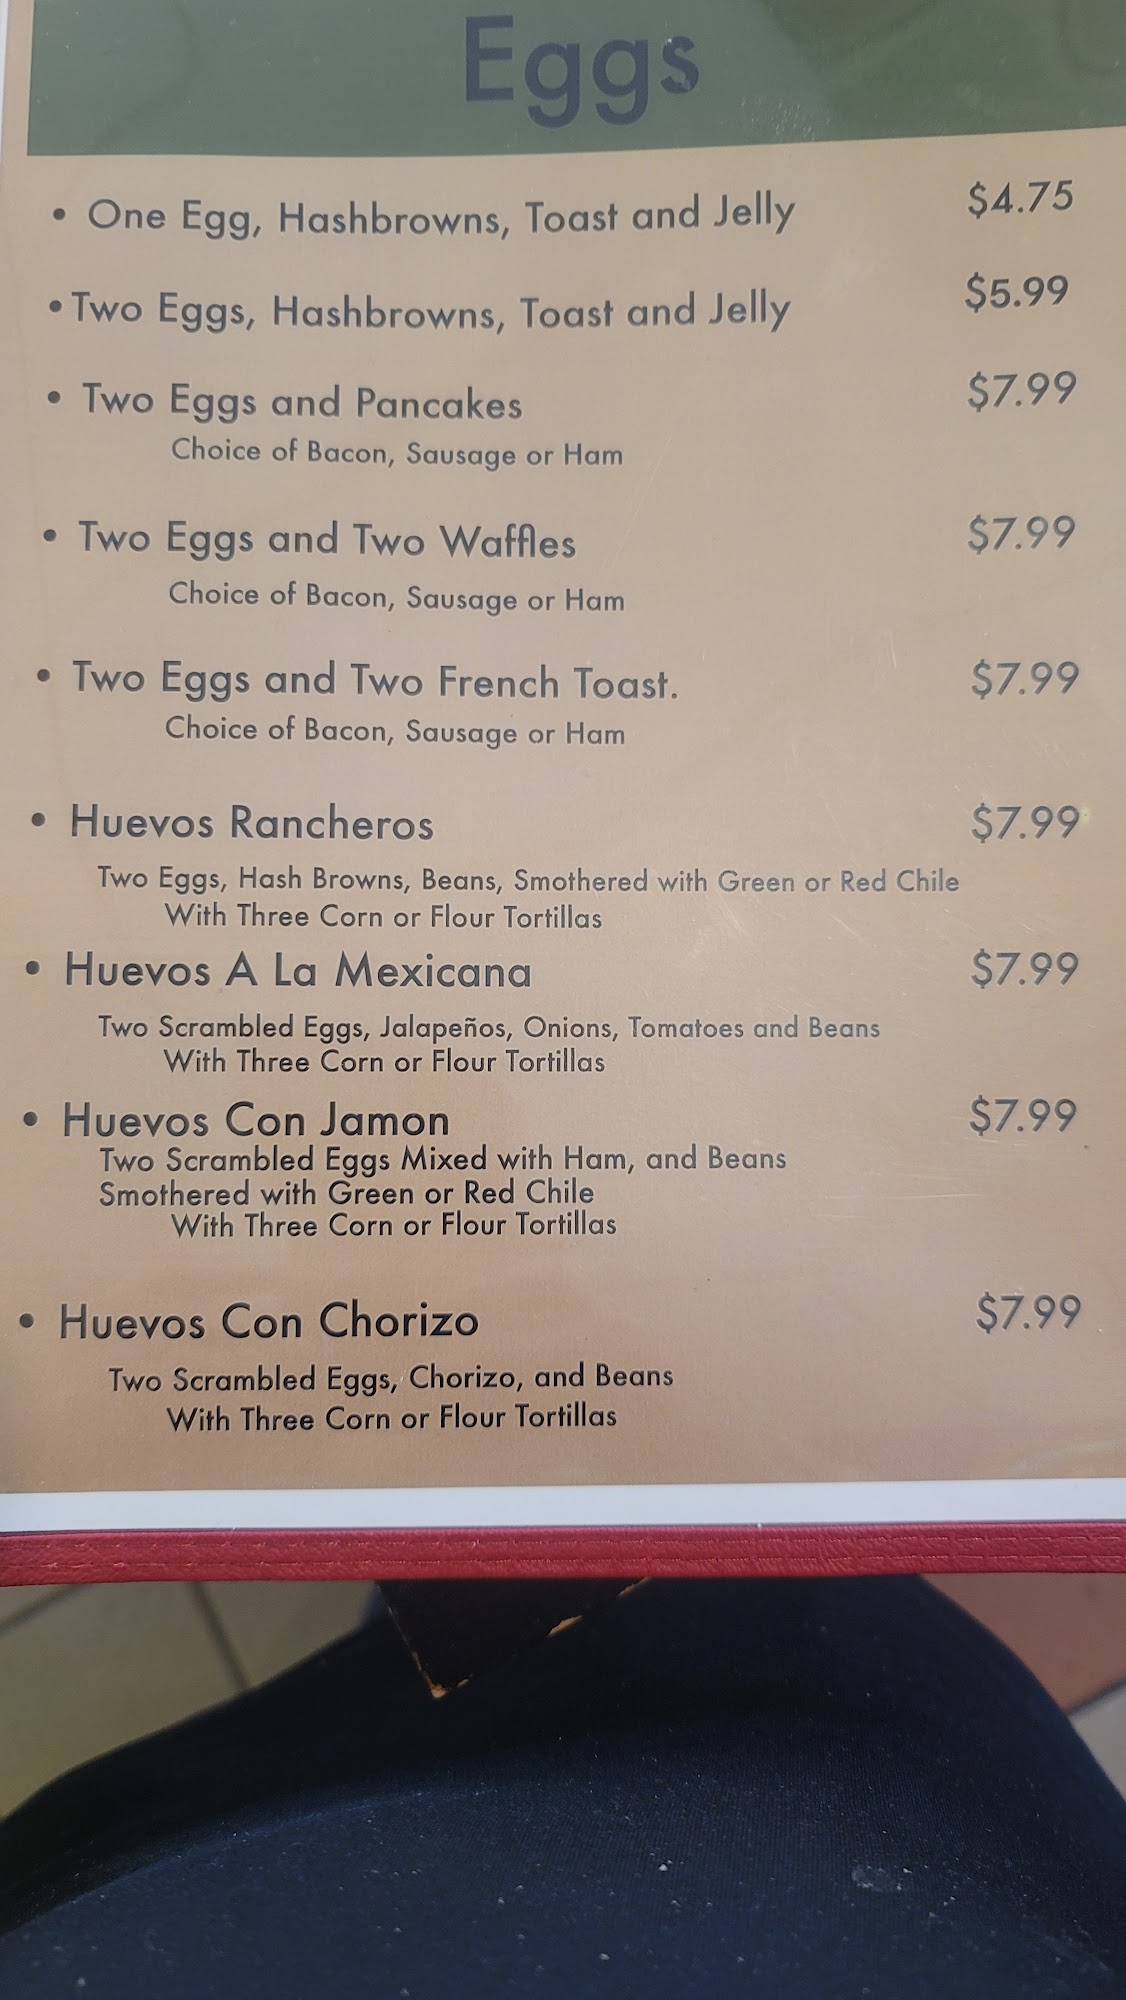 Eggs
• One Egg, Hashbrowns, Toast and Jelly $4.75
• Two Eggs, Hashbrowns, Toast and Jelly $5.99
• Two Eggs and Pancakes $7.99
Choice of Bacon, Sausage or Ham
• Two Eggs and Two Waffles $7.99
Choice of Bacon, Sausage or Ham
• Two Eggs and Two French Toast. $7.99
Choice of Bacon, Sausage or Ham
• Huevos Rancheros $7.99
Two Eggs, Hash Browns, Beans, Smothered with Green or Red Chile
With Three Corn or Flour Tortillas
• Huevos A La Mexicana $7.99
Two Scrambled Eggs, Jalapeños, Onions, Tomatoes and Beans
With Three Corn or Flour Tortillas
• Huevos Con Jamon $7.99
Two Scrambled Eggs Mixed with Ham, and Beans
Smothered with Green or Red Chile
With Three Corn or Flour Tortillas
• Huevos Con Chorizo $7.99
Two Scrambled Eggs, Chorizo, and Beans
With Three Corn or Flour Tortillas